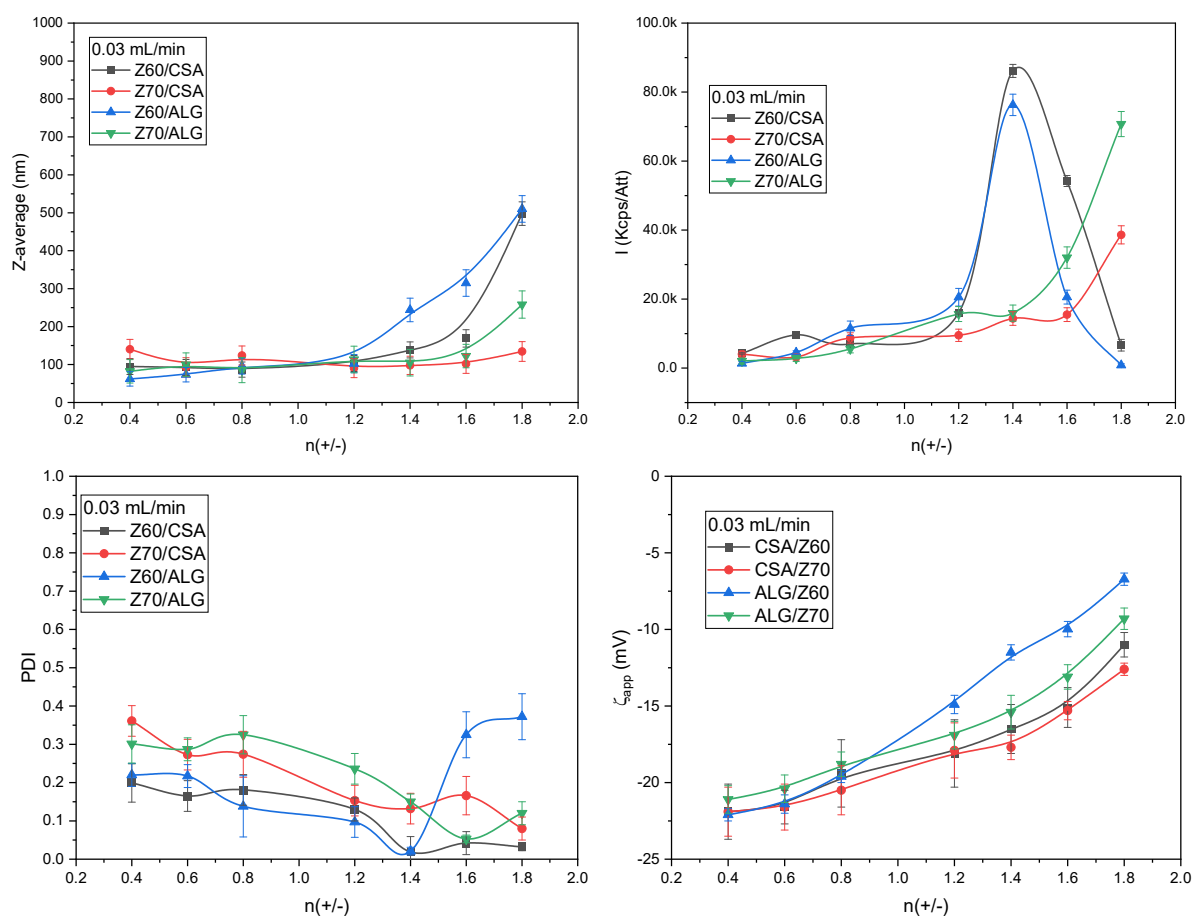 1000
900
800
700
600
500
400
300
200
100
0
Z-average (nm)
0.03 mL/min
Z60/CSA
Z70/CSA
Z60/ALG
Z70/ALG
0.2 0.4 0.6 0.8 1.0 1.2 1.4 1.6 1.8 2.0
n(+/-)
100.0k
80.0k
60.0k
40.0k
20.0k
0.0
I (Kcps/Att)
0.03 mL/min
Z60/CSA
Z70/CSA
Z60/ALG
Z70/ALG
0.2 0.4 0.6 0.8 1.0 1.2 1.4 1.6 1.8 2.0
n(+/-)
1.0
0.9
0.8
0.7
0.6
0.5
0.4
0.3
0.2
0.1
0.0
PDI
0.03 mL/min
Z60/CSA
Z70/CSA
Z60/ALG
Z70/ALG
0.2 0.4 0.6 0.8 1.0 1.2 1.4 1.6 1.8 2.0
n(+/-)
0
-5
-10
-15
-20
-25
ζapp (mV)
0.03 mL/min
CSA/Z60
CSA/Z70
ALG/Z60
ALG/Z70
0.2 0.4 0.6 0.8 1.0 1.2 1.4 1.6 1.8 2.0
n(+/-)